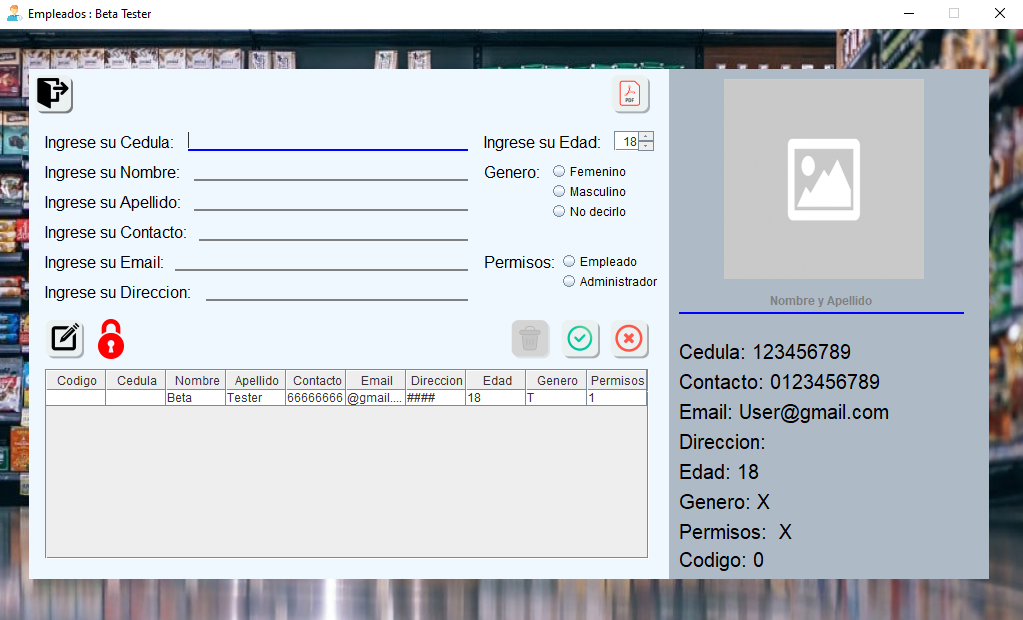 Empleados : Beta Tester
PDF
Ingrese su Cedula:
Ingrese su Edad: 18
Ingrese su Nombre:
Genero: Femenino
Masculino
Ingrese su Apellido:
No decirlo
Ingrese su Contacto:
Ingrese su Email:
Permisos: Empleado
Administrador
Ingrese su Direccion:
Codigo Cedula Nombre Apellido Contacto Email Direccion Edad Genero Permisos
Beta Tester 66666666 @gmail.... #### 18 T 1
Nombre y Apellido
Cedula: 123456789
Contacto: 0123456789
Email: User@gmail.com
Direccion:
Edad: 18
Genero: X
Permisos: X
Codigo: 0